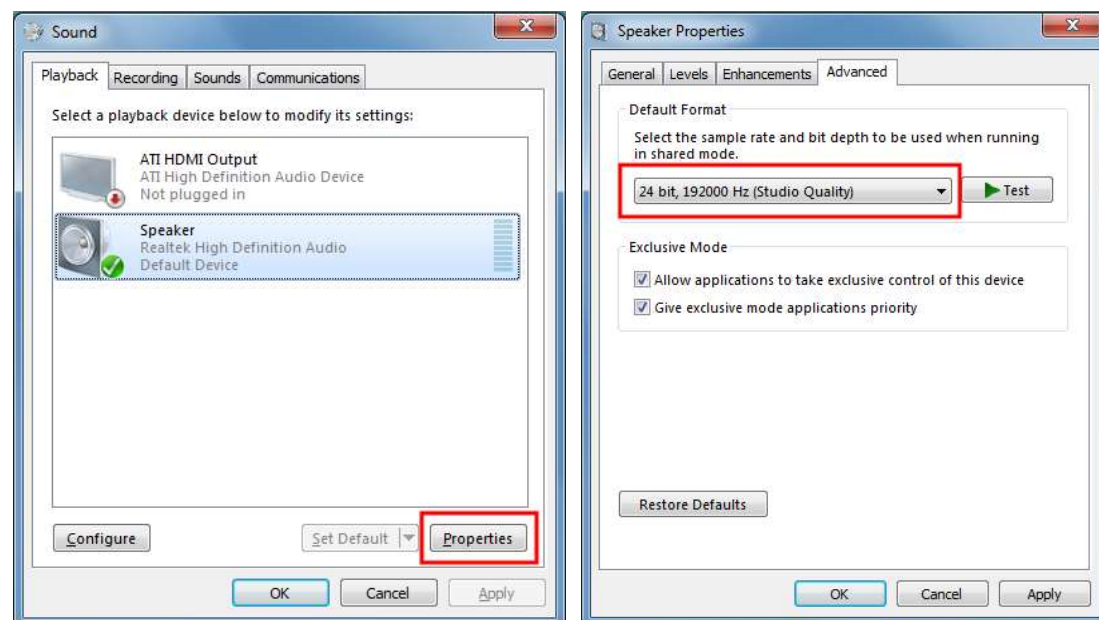 Sound
Playback
Recording
Sounds
Communications
Select a playback device below to modify its settings:
ATI HDMI Output
ATI High Definition Audio Device
Not plugged in
Speaker
Realtek High Definition Audio
Default Device
Configure
Set Default
Properties
OK
Cancel
Apply
Speaker Properties
General
Levels
Enhancements
Advanced
Default Format
Select the sample rate and bit depth to be used when running
in shared mode.
24 bit, 192000 Hz (Studio Quality)
Test
Exclusive Mode
Allow applications to take exclusive control of this device
Give exclusive mode applications priority
Restore Defaults
OK
Cancel
Apply